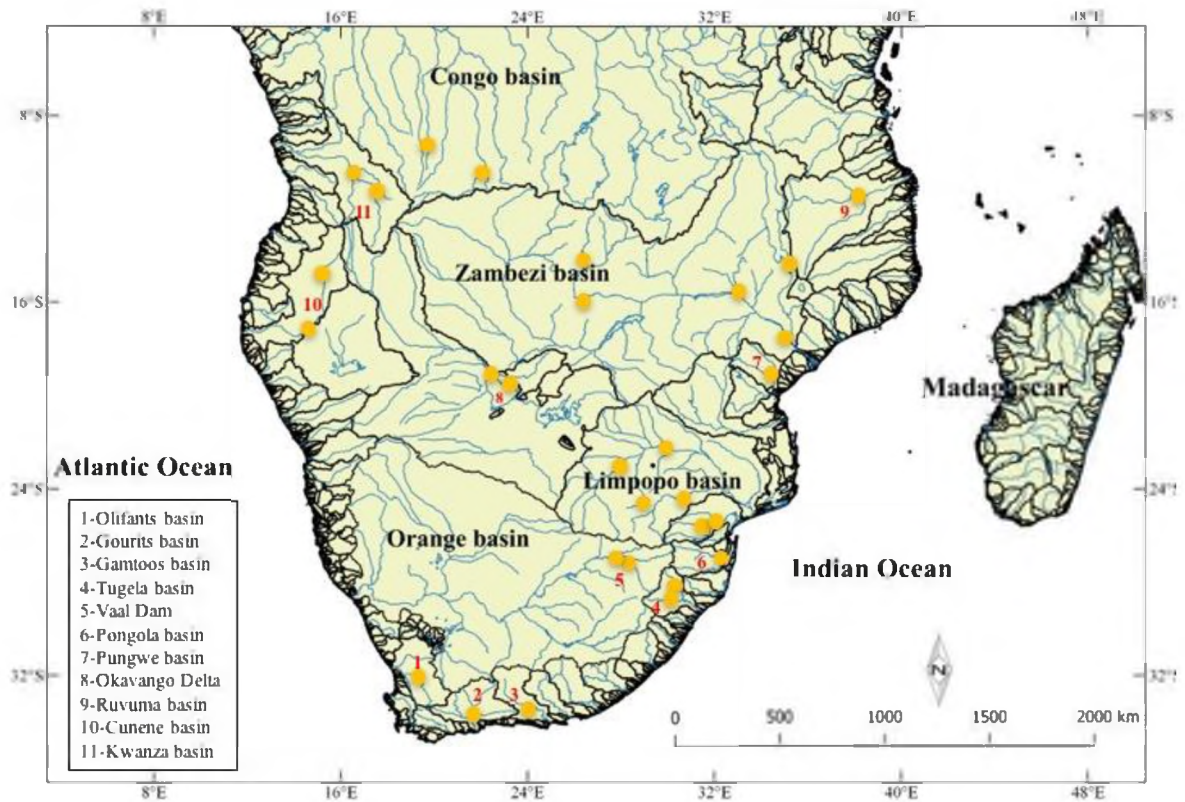 8°E 16°E 24°E 32°E 40°E
Congo basin
8°S 8°S
11 9
Zambezi basin
10
16°S 16°
7
8
Madagascar
Atlantic Ocean
Limpopo basin
24°S 24°S
1-Olifants basin
2-Gourits basin
3-Gamtoos basin
4-Tugela basin
5-Vaal Dam
6-Pongola basin
7-Pungwe basin
8-Okavango Delta
9-Ruvuma basin
10-Cunene basin
11-Kwanza basin
Orange basin
6
5
Indian Ocean
4
1
N
32°S 32°
2 3
0 500 1000 1500 2000 km
8°E 16°E 24°E 32°E 40°E 48°E